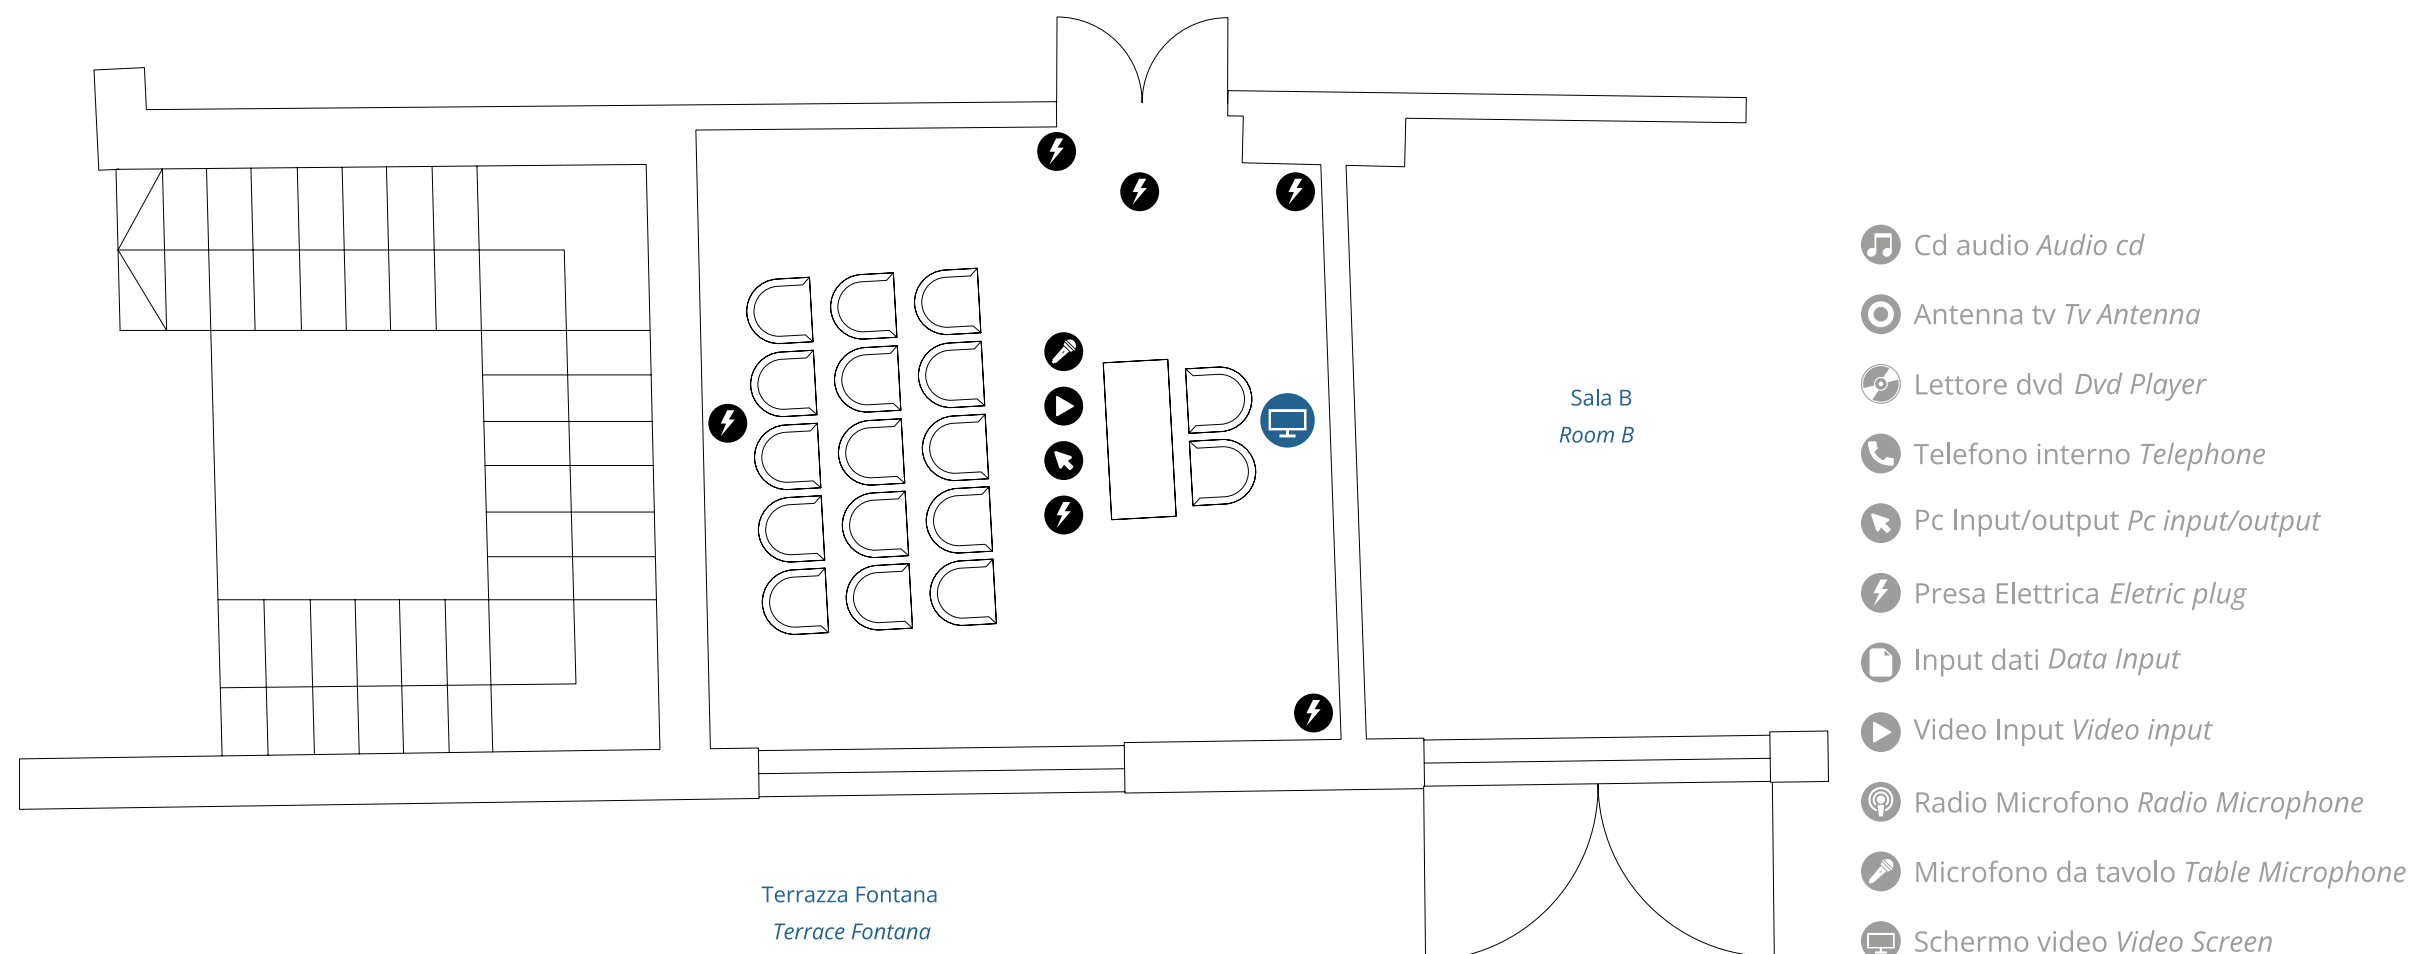 Cd audio Audio cd
Antenna tv Tv Antenna
Lettore dvd Dvd Player
Sala B
Room B
Telefono interno Telephone
Pc Input/output Pc input/output
Presa Elettrica Eletric plug
Input dati Data Input
Video Input Video input
Radio Microfono Radio Microphone
Microfono da tavolo Table Microphone
Terrazza Fontana
Terrace Fontana
Schermo video Video Screen